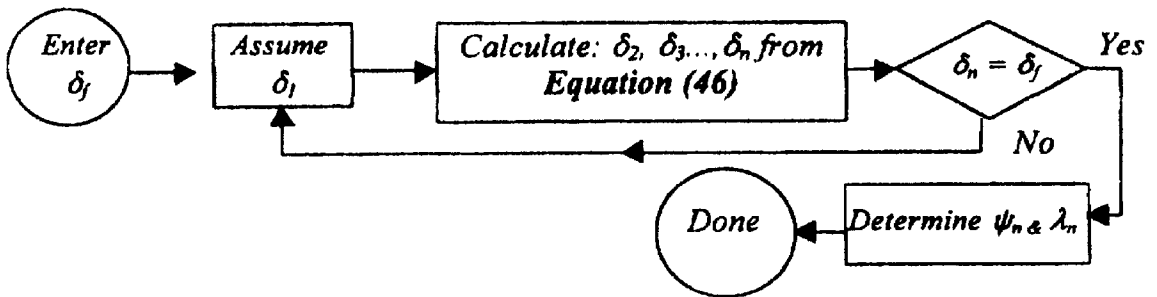 Enter
δf
Assume
δ1
Calculate: δ2, δ3...,δn from
Equation (46)
δn = δf
Yes
No
Determine ψn & λn
Done